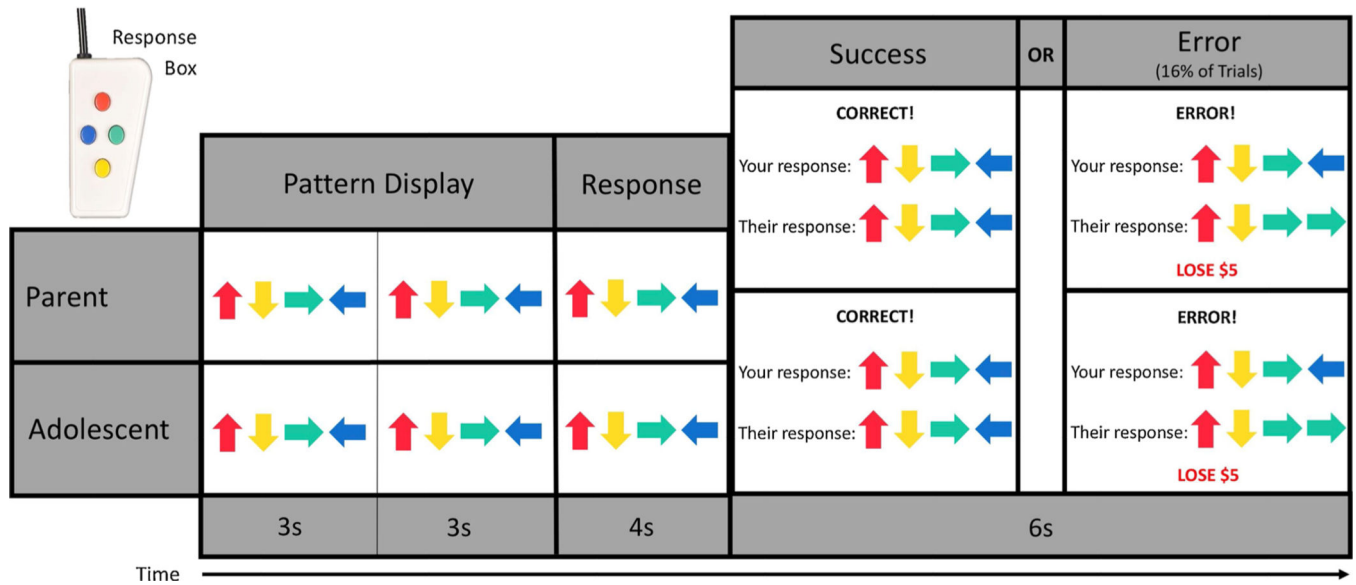 Response
Box
Pattern Display
Response
Success
OR
Error
(16% of Trials)
Parent
CORRECT!
Your response:
Their response:
ERROR!
Your response:
Their response:
LOSE $5
Adolescent
CORRECT!
Your response:
Their response:
ERROR!
Your response:
Their response:
LOSE $5
3s
3s
4s
6s
Time